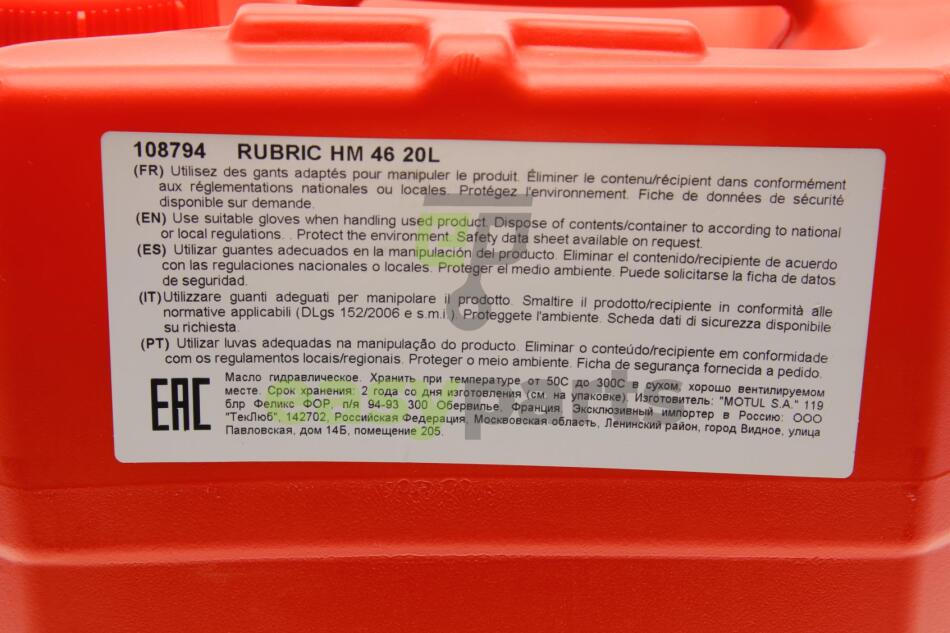 108794 RUBRIC HM 46 20L
(FR) Utilisez des gants adaptés pour manipuler le produit. Éliminer le contenu/récipient dans conformément
aux réglementations nationales ou locales. Protégez l'environnement. Fiche de données de sécurité
disponible sur demande.
(EN) Use suitable gloves when handling used product. Dispose of contents/container to according to national
or local regulations. . Protect the environment. Safety data sheet available on request.
(ES) Utilizar guantes adecuados en la manipulación del producto. Eliminar el contenido/recipiente de acuerdo
con las regulaciones nacionales o locales. Proteger el medio ambiente. Puede solicitarse la ficha de datos
de seguridad.
(IT) Utilizzare guanti adeguati per manipolare il prodotto. Smaltire il prodotto/recipiente in conformità alle
normative applicabili (DLgs 152/2006 e s.m.i.). Proteggete l'ambiente. Scheda dati di sicurezza disponibile
su richiesta.
(PT) Utilizar luvas adequadas na manipulação do produto. Eliminar o conteúdo/recipiente em conformidade
com os regulamentos locais/regionais. Proteger o meio ambiente. Ficha de segurança fornecida a pedido.
EAC
Масло гидравлическое. Хранить при температуре от 50С до 300С в сухом, хорошо вентилируемом
месте. Срок хранения: 2 года со дня изготовления (см. на упаковке). Изготовитель: "MOTUL S.A." 119
блр Феликс ФОР, п/я 94-93 300 Обервилье, Франция. Эксклюзивный импортер в Россию: ООО
"ТекЛюб", 142702, Российская Федерация, Москвовская область, Ленинский район, город Видное, улица
Павловская, дом 14Б, помещение 205.
ep
easyparts